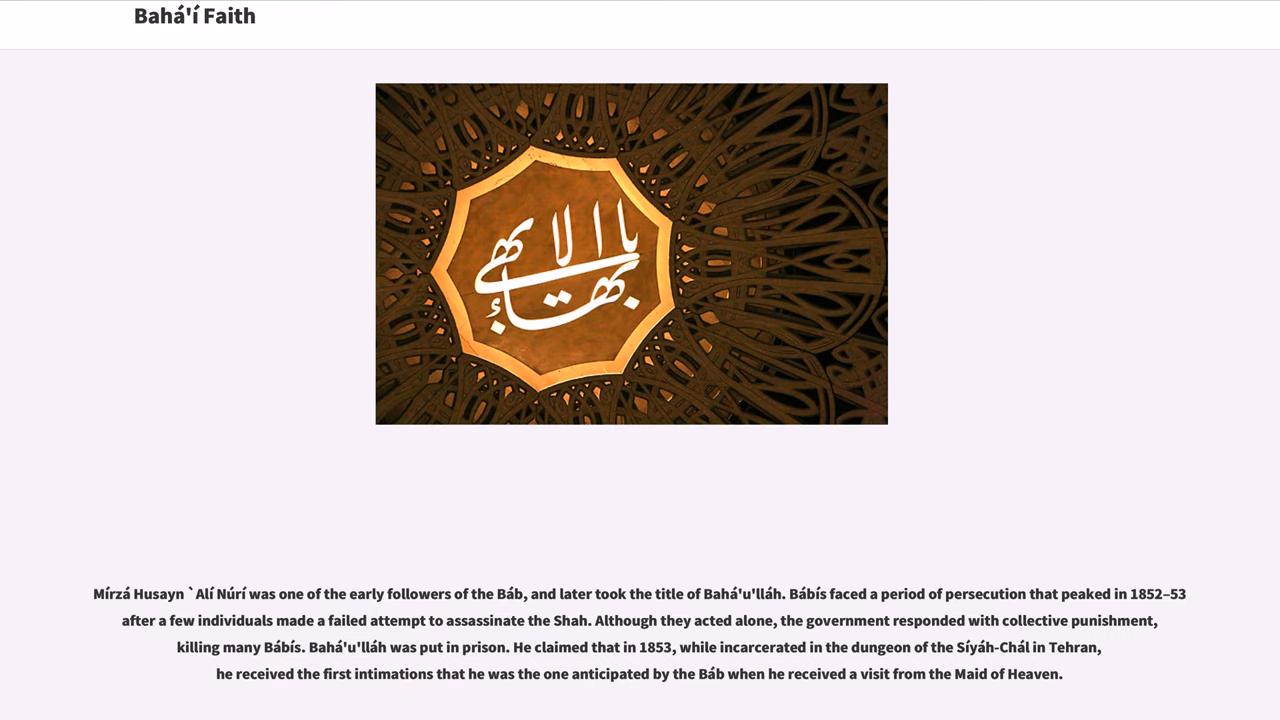 Bahá'í Faith
يا بهاء الابهى
Mírzá Husayn `Alí Núrí was one of the early followers of the Báb, and later took the title of Bahá'u'lláh. Bábís faced a period of persecution that peaked in 1852–53
after a few individuals made a failed attempt to assassinate the Shah. Although they acted alone, the government responded with collective punishment,
killing many Bábís. Bahá'u'lláh was put in prison. He claimed that in 1853, while incarcerated in the dungeon of the Síyáh-Chál in Tehran,
he received the first intimations that he was the one anticipated by the Báb when he received a visit from the Maid of Heaven.